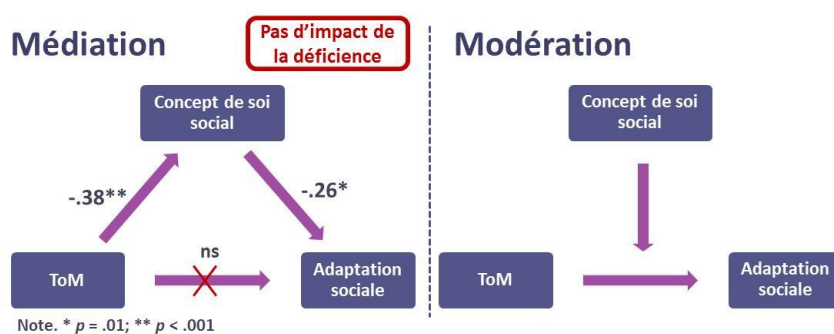 Médiation
Pas d'impact de
la déficience
Concept de soi
social
-.38**
-.26*
ns
ToM
Adaptation
sociale
Note. * p = .01; ** p < .001
Modération
Concept de soi
social
ToM
Adaptation
sociale